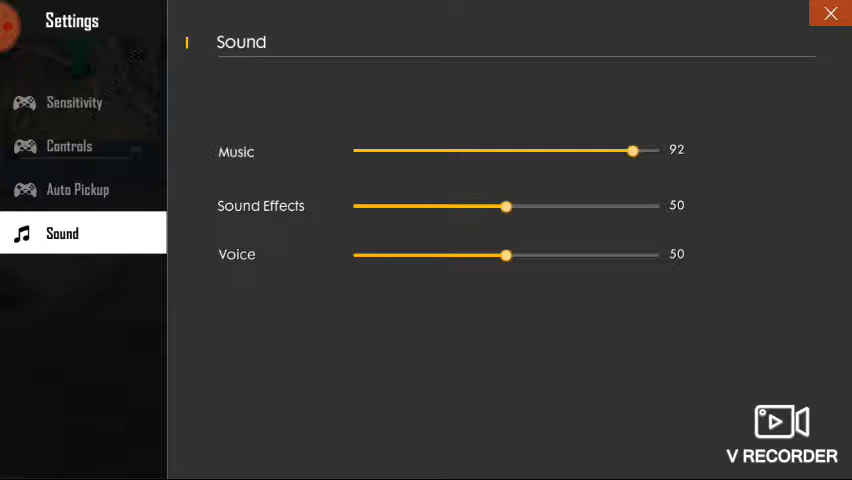 Settings
Sensitivity
Controls
Auto Pickup
Sound
Sound
Music 92
Sound Effects 50
Voice 50
V RECORDER